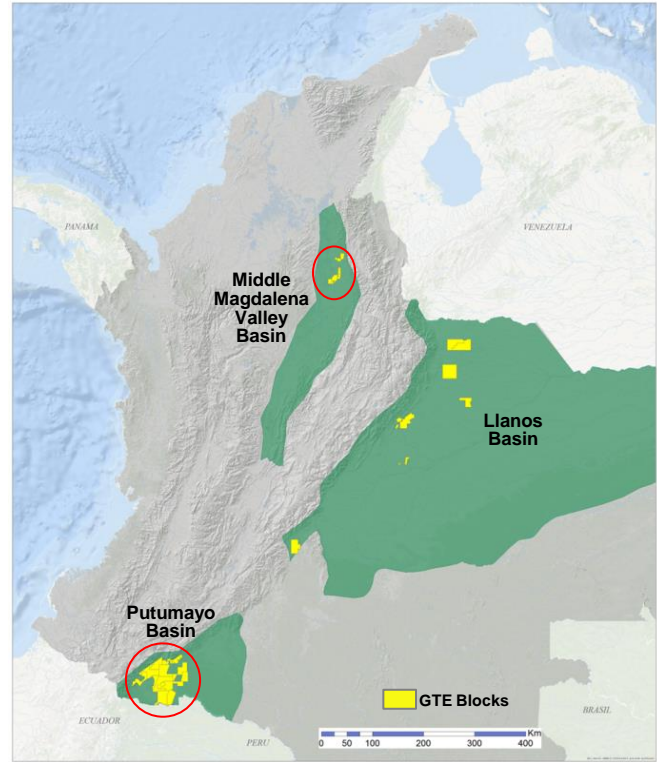 PANAMA
VENEZUELA
Middle
Magdalena
Valley
Basin
Llanos
Basin
Putumayo
Basin
GTE Blocks
ECUADOR
PERU
BRASIL
Km
0 50 100 200 300 400